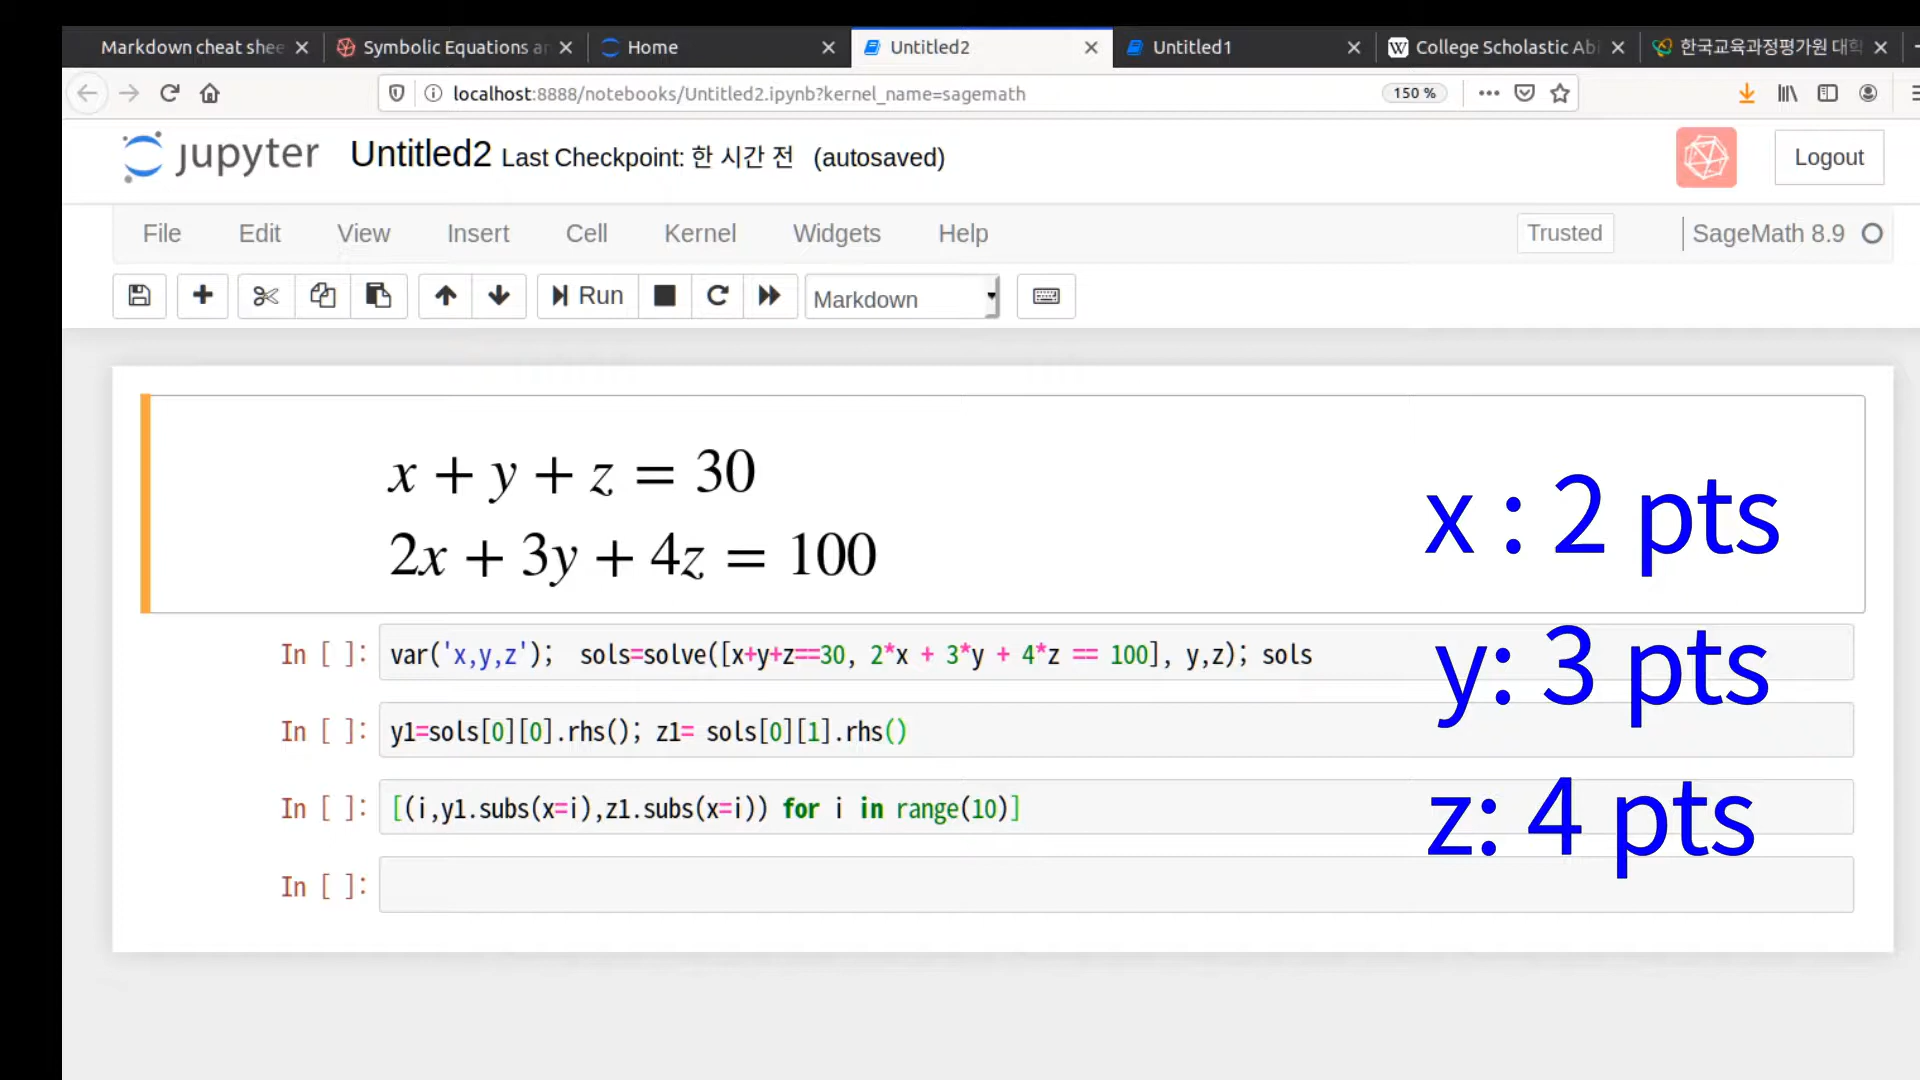 Markdown cheat shee
Symbolic Equations an
Home
Untitled2
Untitled1
College Scholastic Abi
한국교육과정평가원 대학
localhost:8888/notebooks/Untitled2.ipynb?kernel_name=sagemath
150 %
jupyter Untitled2 Last Checkpoint: 한 시간 전 (autosaved)
Logout
File Edit View Insert Cell Kernel Widgets Help
Trusted
SageMath 8.9
Run
Markdown
x + y + z = 30
2x + 3y + 4z = 100
x : 2 pts
In [ ]: var('x,y,z'); sols=solve([x+y+z==30, 2*x + 3*y + 4*z == 100], y,z); sols
y: 3 pts
In [ ]: y1=sols[0][0].rhs(); z1= sols[0][1].rhs()
In [ ]: [(i,y1.subs(x=i),z1.subs(x=i)) for i in range(10)]
z: 4 pts
In [ ]: